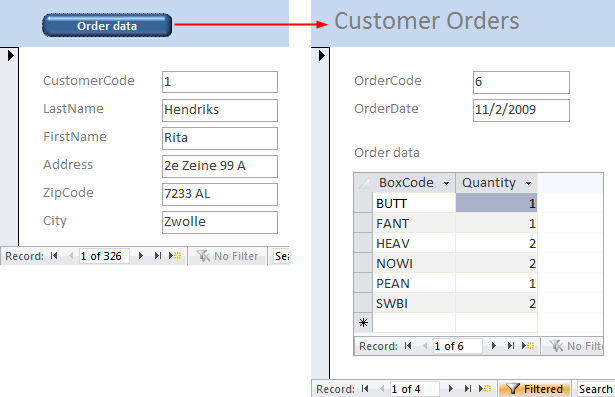 Order data
CustomerCode 1
LastName Hendriks
FirstName Rita
Address 2e Zeine 99 A
ZipCode 7233 AL
City Zwolle
Record: 1 of 326 No Filter Sea
Customer Orders
OrderCode 6
OrderDate 11/2/2009
Order data
BoxCode Quantity
BUTT 1
FANT 1
HEAV 2
NOWI 2
PEAN 1
SWBI 2
Record: 1 of 6 No Filte
Record: 1 of 4 Filtered Search